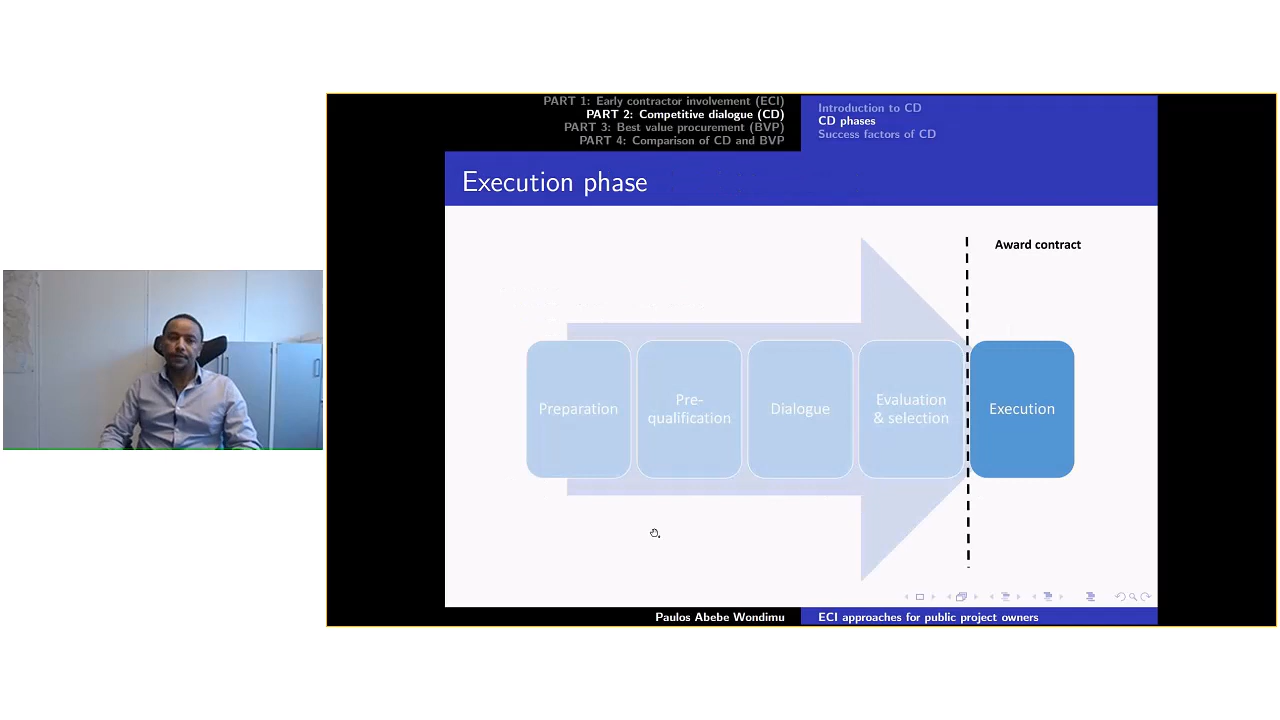 PART 1: Early contractor involvement (ECI)
PART 2: Competitive dialogue (CD)
PART 3: Best value procurement (BVP)
PART 4: Comparison of CD and BVP
Introduction to CD
CD phases
Success factors of CD
Execution phase
Award contract
Preparation
Pre-
qualification
Dialogue
Evaluation
& selection
Execution
Paulos Abebe Wondimu
ECI approaches for public project owners